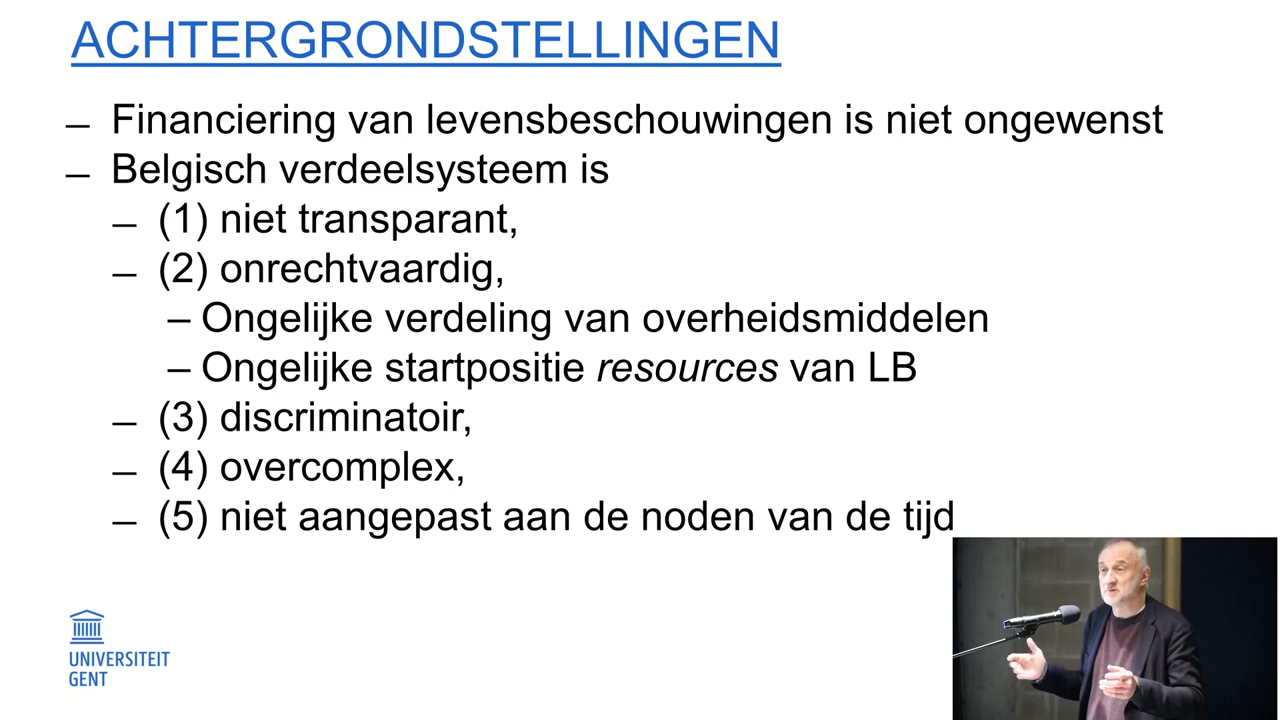 ACHTERGRONDSTELLINGEN
— Financiering van levensbeschouwingen is niet ongewenst
— Belgisch verdeelsysteem is
— (1) niet transparant,
— (2) onrechtvaardig,
– Ongelijke verdeling van overheidsmiddelen
– Ongelijke startpositie resources van LB
— (3) discriminatoir,
— (4) overcomplex,
— (5) niet aangepast aan de noden van de tijd
UNIVERSITEIT
GENT